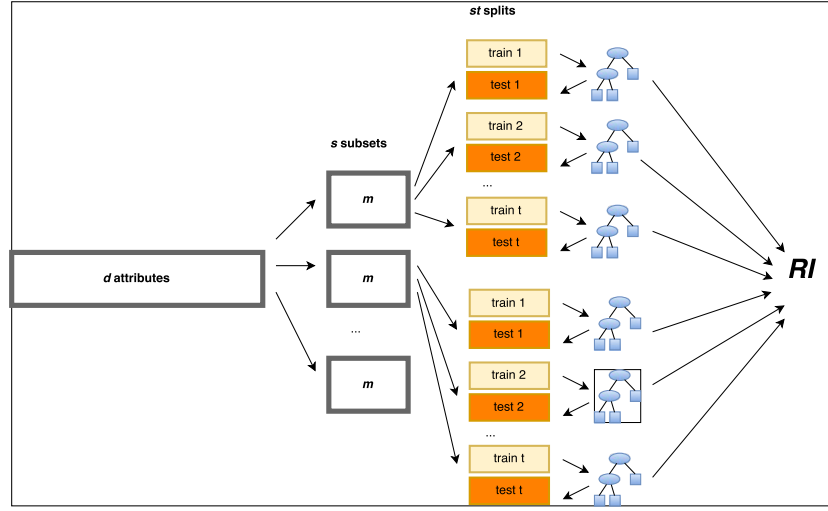 st splits
train 1
test 1
train 2
test 2
...
train t
test t
s subsets
m
d attributes
m
...
m
train 1
test 1
train 2
test 2
...
train t
test t
RI